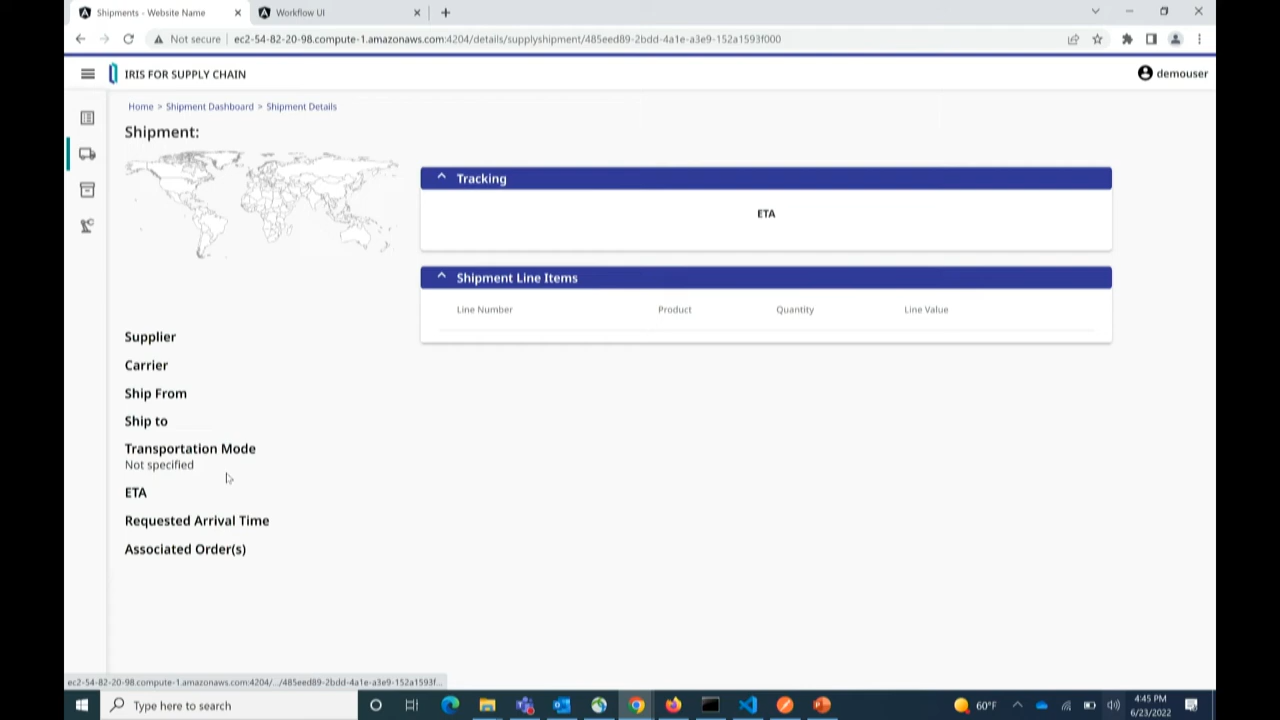 Shipments - Website Name
Workflow UI
Not secure
ec2-54-82-20-98.compute-1.amazonaws.com:4204/details/supplyshipment/485eed89-2bdd-4a1e-a3e9-152a1593f000
IRIS FOR SUPPLY CHAIN
demouser
Home > Shipment Dashboard > Shipment Details
Shipment:
Tracking
ETA
Shipment Line Items
Line Number Product Quantity Line Value
Supplier
Carrier
Ship From
Ship to
Transportation Mode
Not specified
ETA
Requested Arrival Time
Associated Order(s)
ec2-54-82-20-98.compute-1.amazonaws.com:4204/.../485eed89-2bdd-4a1e-a3e9-152a1593f...
Type here to search
60°F
4:45 PM
6/23/2022